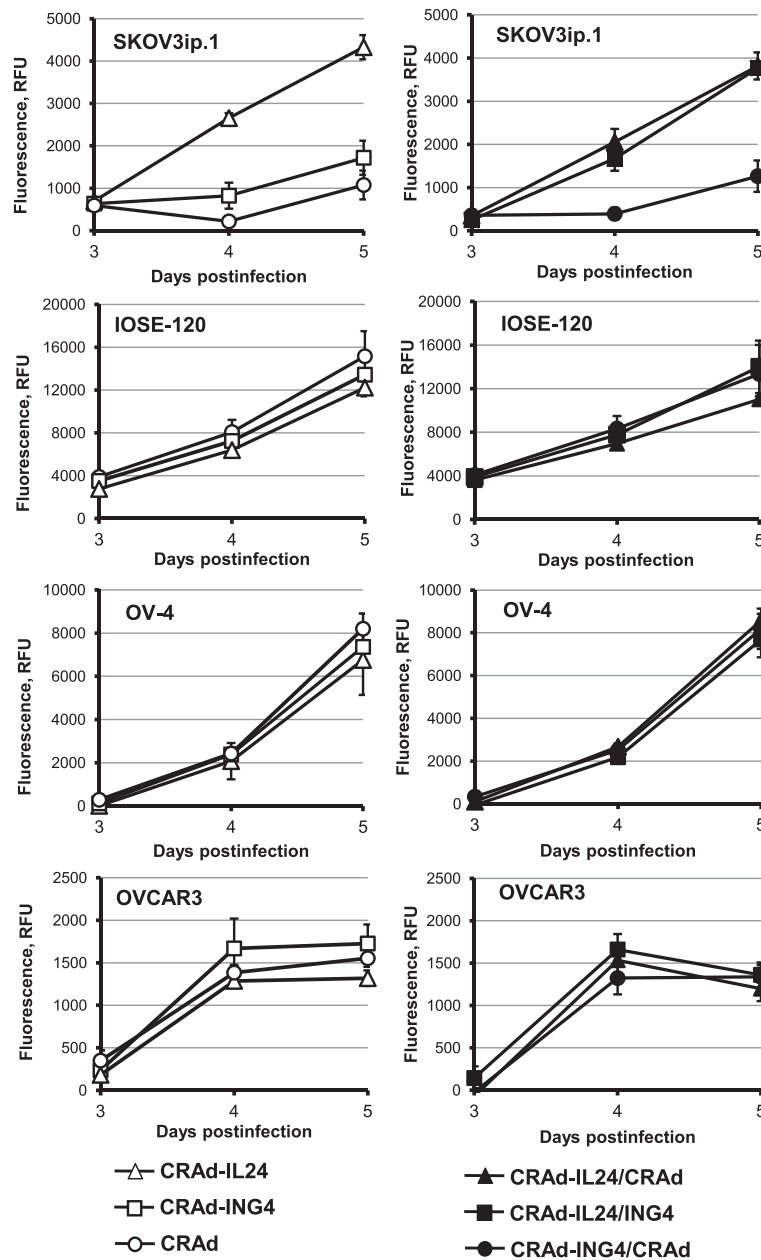 SKOV3ip.1
Fluorescence, RFU
5000
4000
3000
2000
1000
0
3
4
5
Days postinfection
SKOV3ip.1
Fluorescence, RFU
5000
4000
3000
2000
1000
0
3
4
5
Days postinfection
IOSE-120
Fluorescence, RFU
20000
16000
12000
8000
4000
0
3
4
5
Days postinfection
IOSE-120
Fluorescence, RFU
20000
16000
12000
8000
4000
0
3
4
5
Days postinfection
OV-4
Fluorescence, RFU
10000
8000
6000
4000
2000
0
3
4
5
Days postinfection
OV-4
Fluorescence, RFU
10000
8000
6000
4000
2000
0
3
4
5
Days postinfection
OVCAR3
Fluorescence, RFU
2500
2000
1500
1000
500
0
3
4
5
Days postinfection
OVCAR3
Fluorescence, RFU
2500
2000
1500
1000
500
0
3
4
5
Days postinfection
CRAd-IL24
CRAd-ING4
CRAd
CRAd-IL24/CRAd
CRAd-IL24/ING4
CRAd-ING4/CRAd